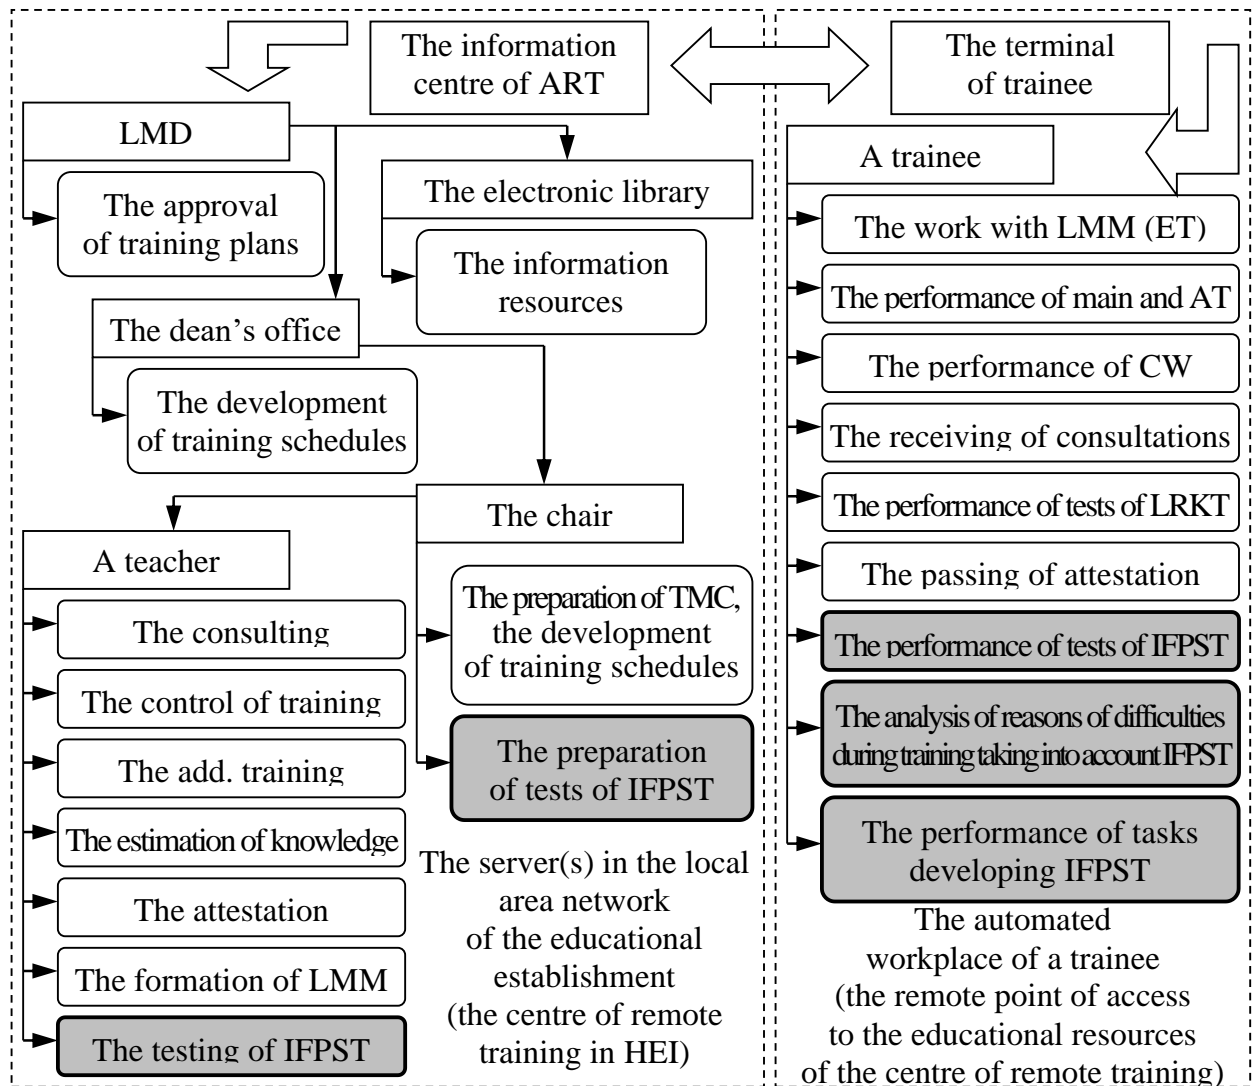 The information
centre of ART
The terminal
of trainee
LMD
The approval
of training plans
The electronic library
The information
resources
The dean’s office
The development
of training schedules
The chair
A teacher
The preparation of TMC,
the development
of training schedules
The preparation
of tests of IFPST
The consulting
The control of training
The add. training
The estimation of knowledge
The attestation
The formation of LMM
The testing of IFPST
The server(s) in the local
area network
of the educational
establishment
(the centre of remote
training in HEI)
A trainee
The work with LMM (ET)
The performance of main and AT
The performance of CW
The receiving of consultations
The performance of tests of LRKT
The passing of attestation
The performance of tests of IFPST
The analysis of reasons of difficulties
during training taking into account IFPST
The performance of tasks
developing IFPST
The automated
workplace of a trainee
(the remote point of access
to the educational resources
of the centre of remote training)